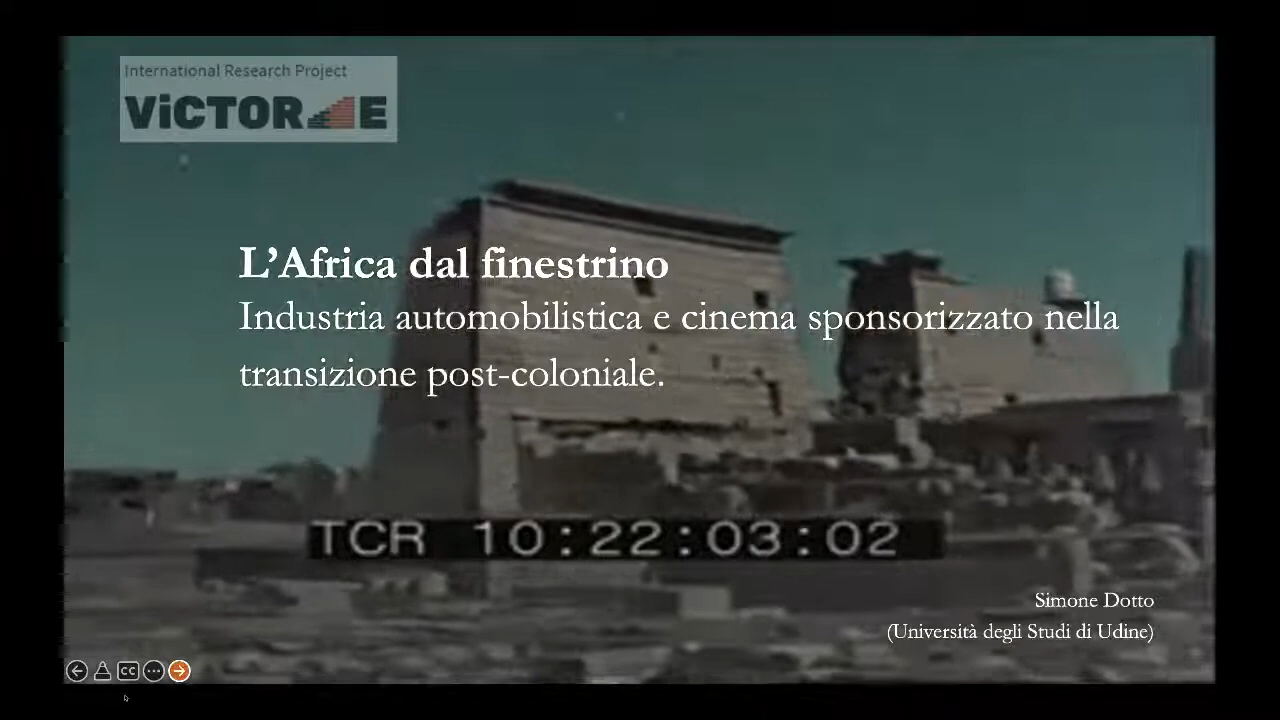 International Research Project
ViCTOR E
L'Africa dal finestrino
Industria automobilistica e cinema sponsorizzato nella
transizione post-coloniale.
TCR 10:22:03:02
Simone Dotto
(Università degli Studi di Udine)
CC